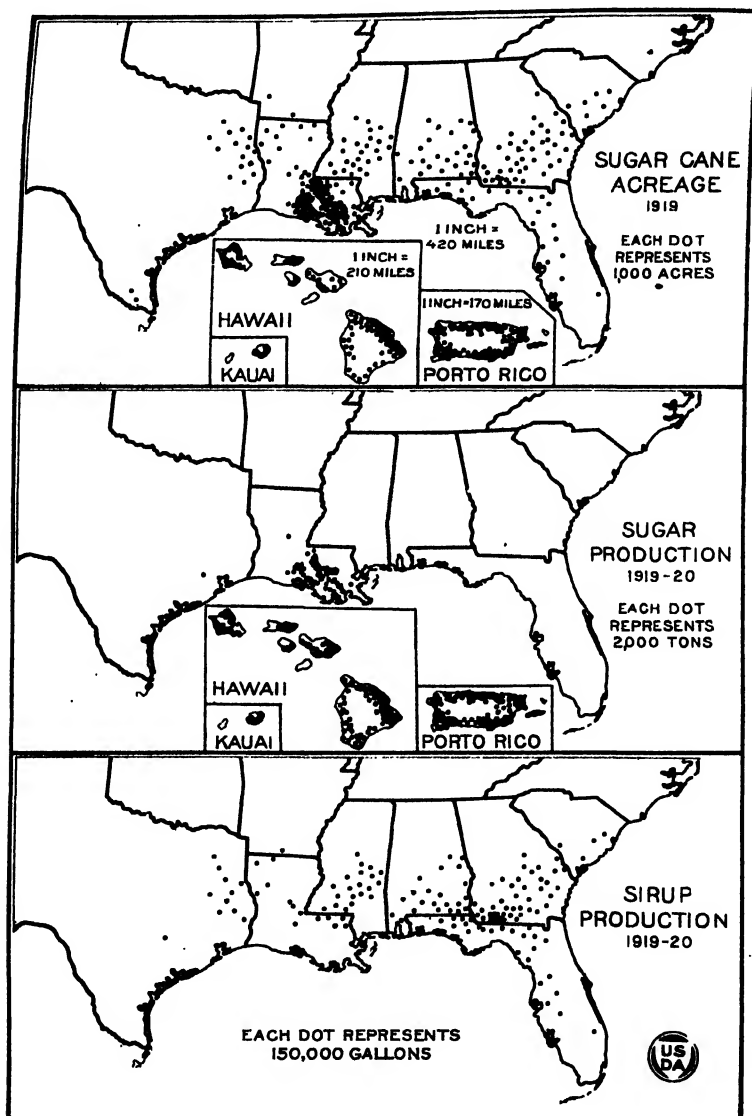 SUGAR CANE
ACREAGE
1919
EACH DOT
REPRESENTS
1,000 ACRES
1 INCH =
420 MILES
1 INCH =
210 MILES
HAWAII
KAUAI
1 INCH=170 MILES
PORTO RICO
SUGAR
PRODUCTION
1919-20
EACH DOT
REPRESENTS
2,000 TONS
HAWAII
KAUAI
PORTO RICO
SIRUP
PRODUCTION
1919-20
EACH DOT REPRESENTS
150,000 GALLONS
US
DA